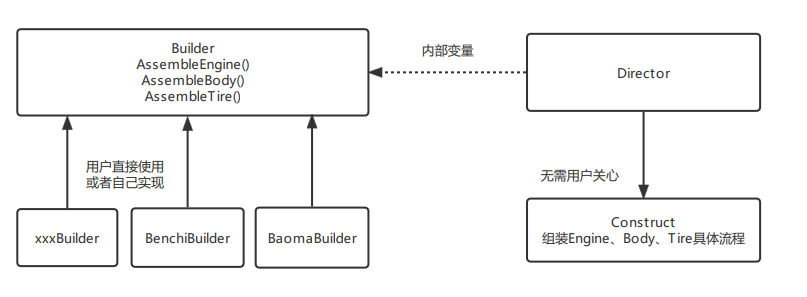 Builder
AssembleEngine()
AssembleBody()
AssembleTire()
内部变量
Director
用户直接使用
或者自己实现
无需用户关心
xxxBuilder
BenchiBuilder
BaomaBuilder
Construct
组装Engine、Body、Tire具体流程